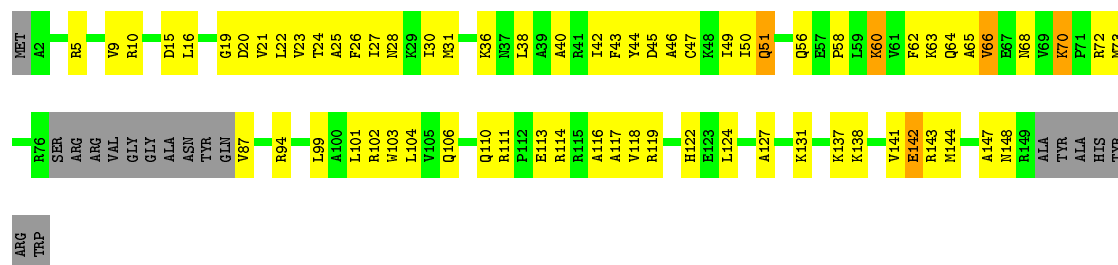 MET A2 R5 V9 R10 D15 L16 G19 D20 V21 L22 V23 T24 A25 F26 I27 N28 K29 I30 M31 K36 N37 L38 A39 A40 R41 I42 F43 Y44 D45 A46 C47 K48 I49 I50 Q51 Q56 E57 P58 L59 K60 V61 F62 K63 Q64 A65 V66 E67 N68 V69 K70 P71 R72 M73
R76 SER ARG ARG VAL GLY GLY ALA ASN TYR GLN V87 R94 L99 A100 L101 R102 W103 L104 V105 Q106 Q110 R111 P112 E113 R114 R115 A116 A117 V118 R119 H122 E123 L124 A127 K131 K137 K138 V141 E142 R143 M144 A147 N148 R149 ALA TYR ALA HIS TYR
ARG TRP